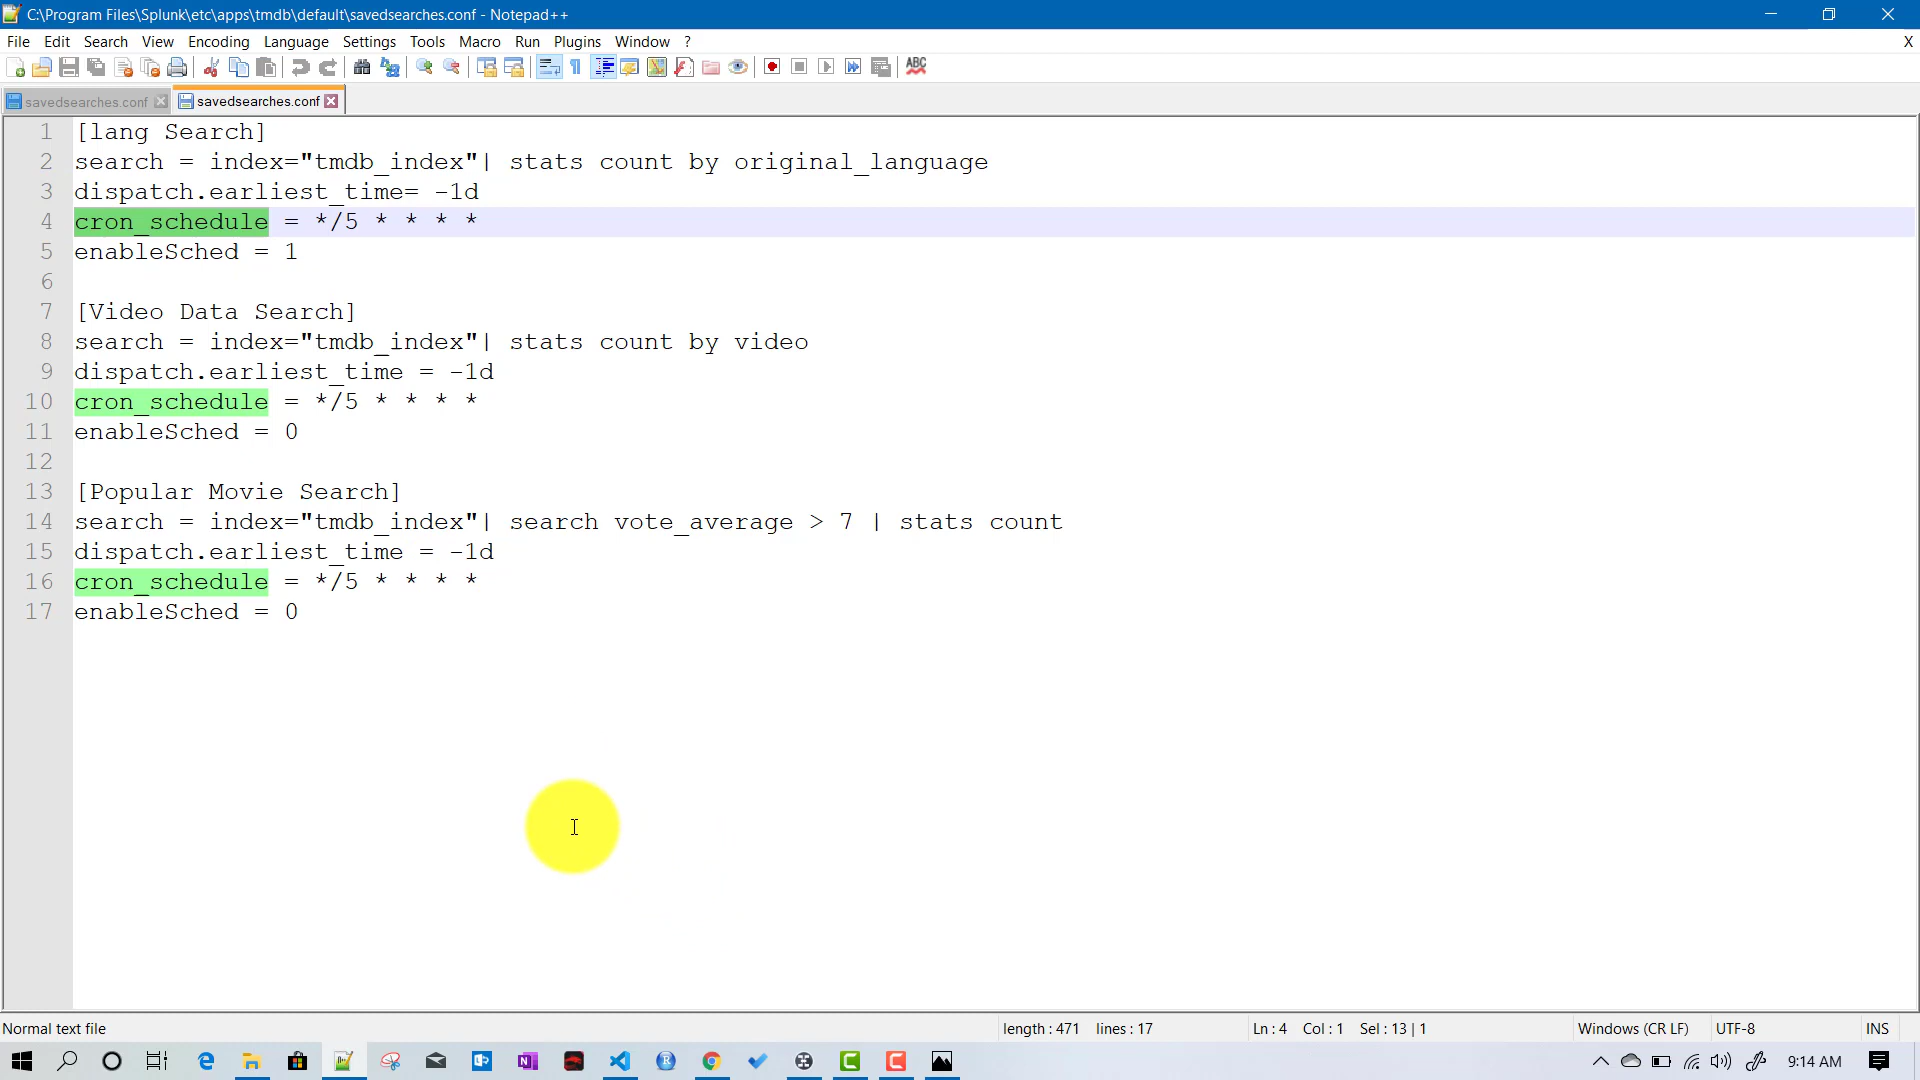 C:\Program Files\Splunk\etc\apps\tmdb\default\savedsearches.conf - Notepad++
File Edit Search View Encoding Language Settings Tools Macro Run Plugins Window ? X
ABC
savedsearches.conf savedsearches.conf
1 [lang Search]
2 search = index="tmdb_index"| stats count by original_language
3 dispatch.earliest_time= -1d
4 cron_schedule = */5 * * * *
5 enableSched = 1
6
7 [Video Data Search]
8 search = index="tmdb_index"| stats count by video
9 dispatch.earliest_time = -1d
10 cron_schedule = */5 * * * *
11 enableSched = 0
12
13 [Popular Movie Search]
14 search = index="tmdb_index"| search vote_average > 7 | stats count
15 dispatch.earliest_time = -1d
16 cron_schedule = */5 * * * *
17 enableSched = 0
Normal text file length : 471 lines : 17 Ln : 4 Col : 1 Sel : 13 | 1 Windows (CR LF) UTF-8 INS
9:14 AM